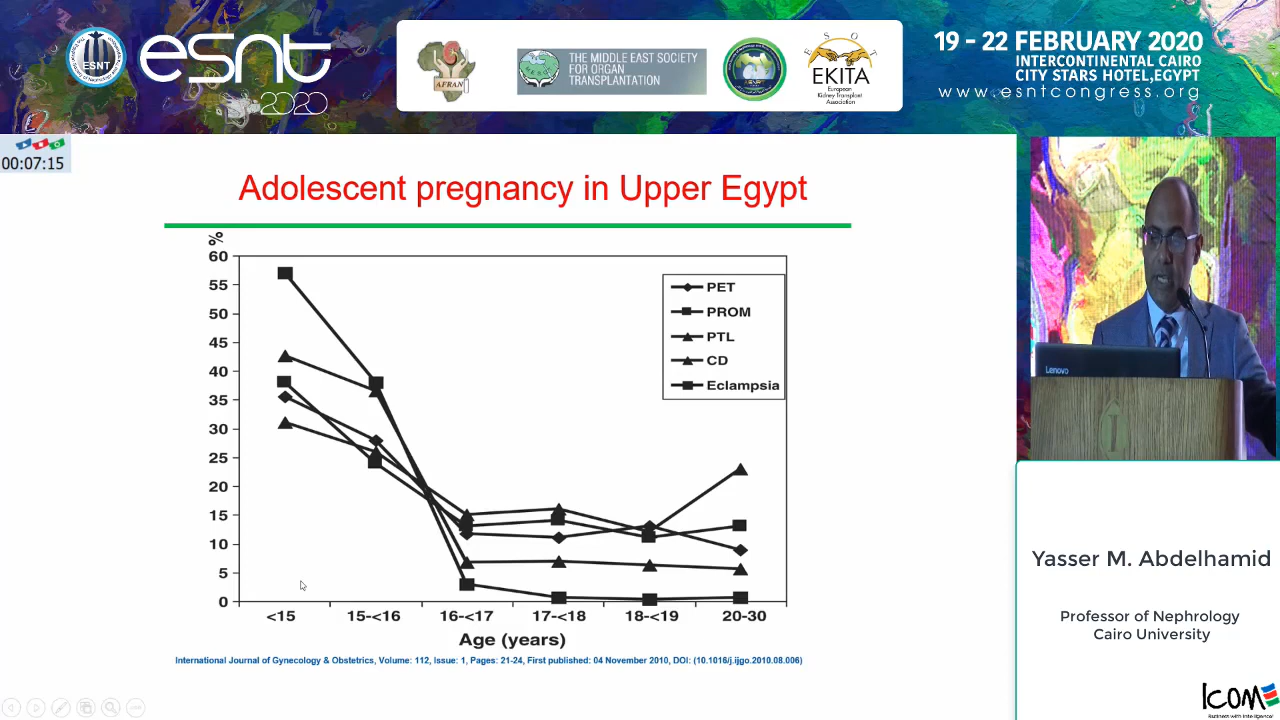 ESNT
esnt
2020
AFRAN
THE MIDDLE EAST SOCIETY
FOR ORGAN
TRANSPLANTATION
E S O T
EKITA
European
Kidney Transplant
Association
19 - 22 FEBRUARY 2020
INTERCONTINENTAL CAIRO
CITY STARS HOTEL,EGYPT
www.esntcongress.org
00:07:15
Adolescent pregnancy in Upper Egypt
%
60
55
50
45
40
35
30
25
20
15
10
5
0
PET
PROM
PTL
CD
Eclampsia
<15 15-<16 16-<17 17-<18 18-<19 20-30
Age (years)
International Journal of Gynecology & Obstetrics, Volume: 112, Issue: 1, Pages: 21-24, First published: 04 November 2010, DOI: (10.1016/j.ijgo.2010.08.006)
Lenovo
Yasser M. Abdelhamid
Professor of Nephrology
Cairo University
ICOM
Business with Intelligence!